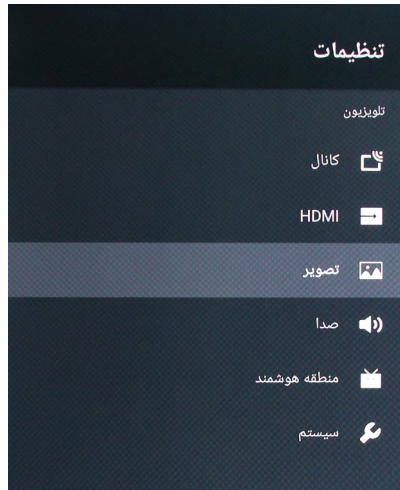 تنظیمات
تلویزیون
کانال
HDMI
تصویر
صدا
منطقه هوشمند
سیستم